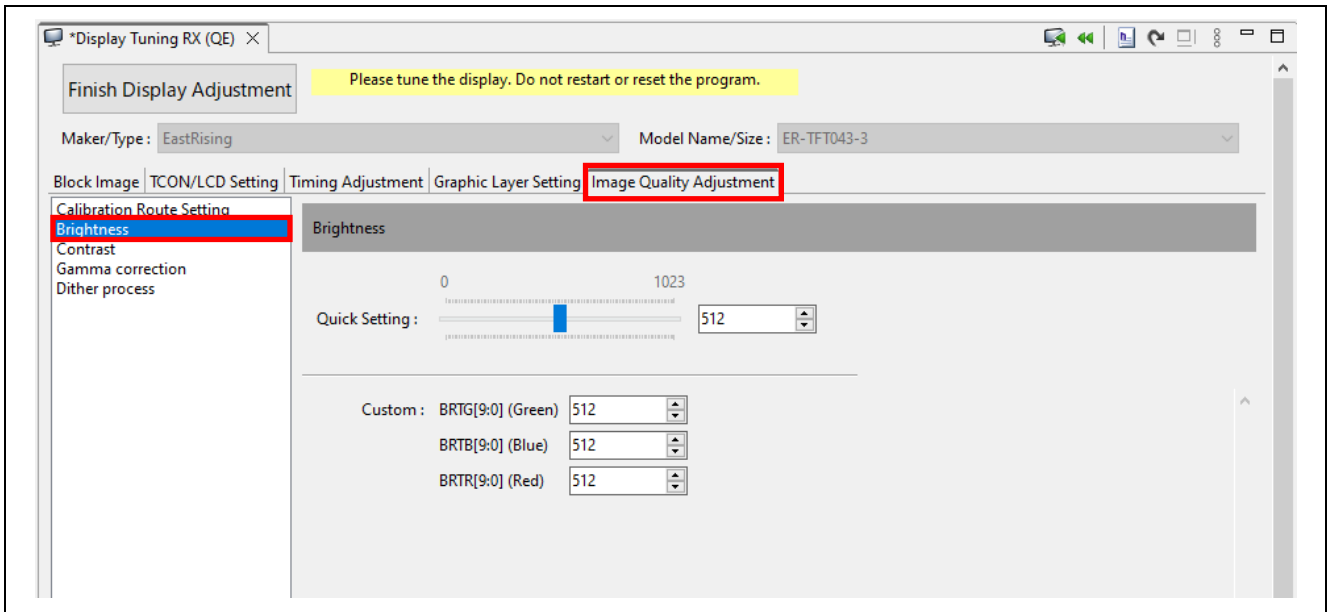 *Display Tuning RX (QE)
Finish Display Adjustment
Please tune the display. Do not restart or reset the program.
Maker/Type : EastRising Model Name/Size : ER-TFT043-3
Block Image TCON/LCD Setting Timing Adjustment Graphic Layer Setting Image Quality Adjustment
Calibration Route Setting
Brightness
Contrast
Gamma correction
Dither process
Brightness
0 1023
Quick Setting : 512
Custom : BRTG[9:0] (Green) 512
BRTB[9:0] (Blue) 512
BRTR[9:0] (Red) 512